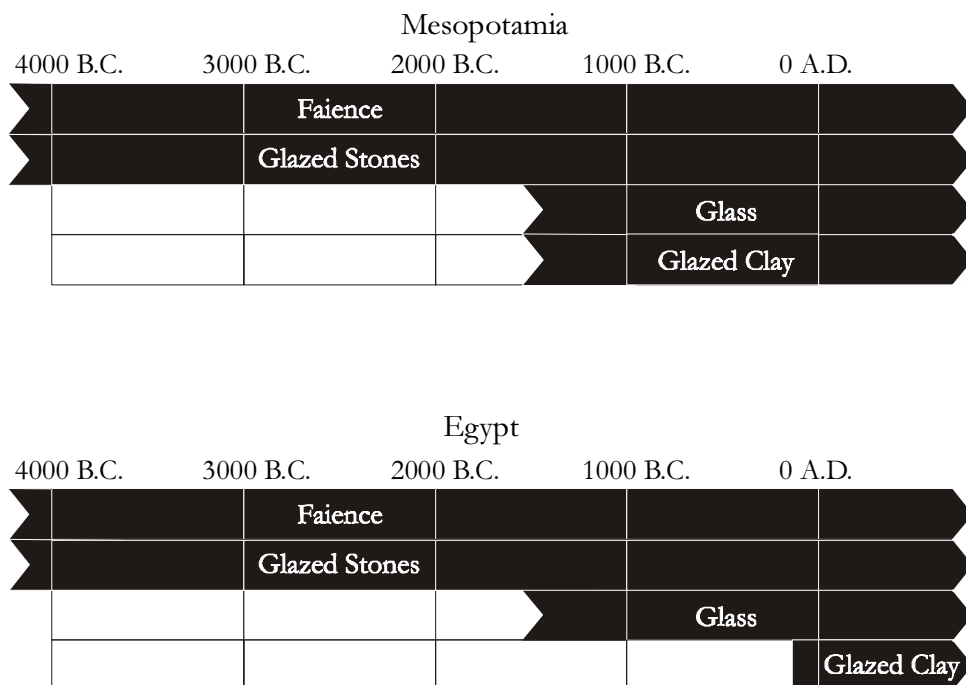 Mesopotamia
4000 B.C. 3000 B.C. 2000 B.C. 1000 B.C. 0 A.D.
Faience
Glazed Stones
Glass
Glazed Clay
Egypt
4000 B.C. 3000 B.C. 2000 B.C. 1000 B.C. 0 A.D.
Faience
Glazed Stones
Glass
Glazed Clay